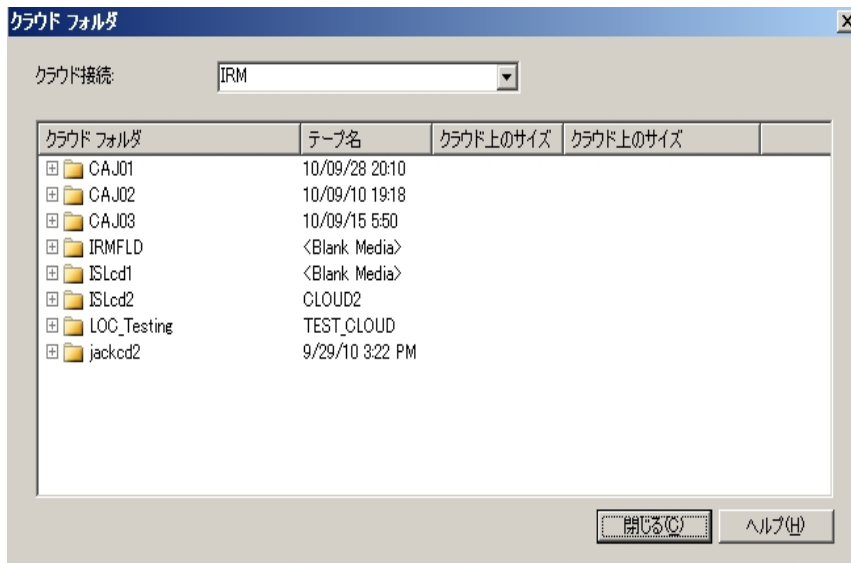 クラウド フォルダ
クラウド接続: IRM
クラウド フォルダ テープ名 クラウド上のサイズ クラウド上のサイズ
CAJ01 10/09/28 20:10
CAJ02 10/09/10 19:18
CAJ03 10/09/15 5:50
IRMFLD <Blank Media>
ISLcd1 <Blank Media>
ISLcd2 CLOUD2
LOC_Testing TEST_CLOUD
jackcd2 9/29/10 3:22 PM
閉じる(C) ヘルプ(H)